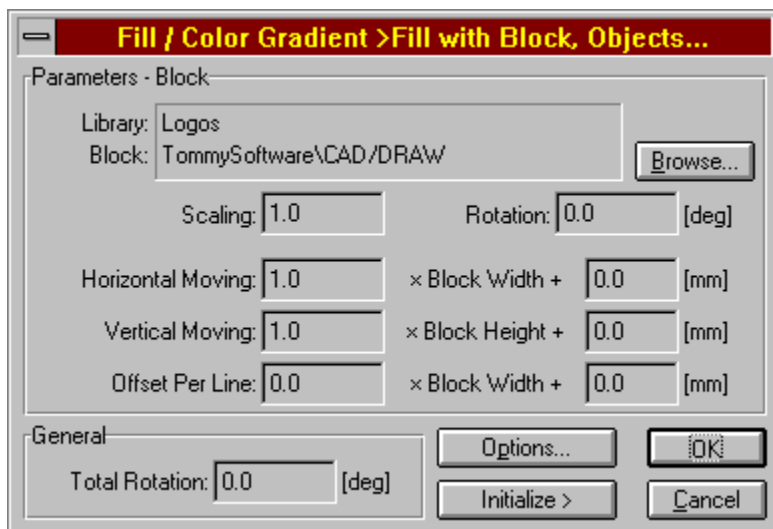 Fill / Color Gradient >Fill with Block, Objects...
Parameters - Block
Library: Logos
Block: TommySoftware\CAD/DRAW
Browse...
Scaling: 1.0 Rotation: 0.0 [deg]
Horizontal Moving: 1.0 × Block Width + 0.0 [mm]
Vertical Moving: 1.0 × Block Height + 0.0 [mm]
Offset Per Line: 0.0 × Block Width + 0.0 [mm]
General
Total Rotation: 0.0 [deg]
Options... OK
Initialize > Cancel